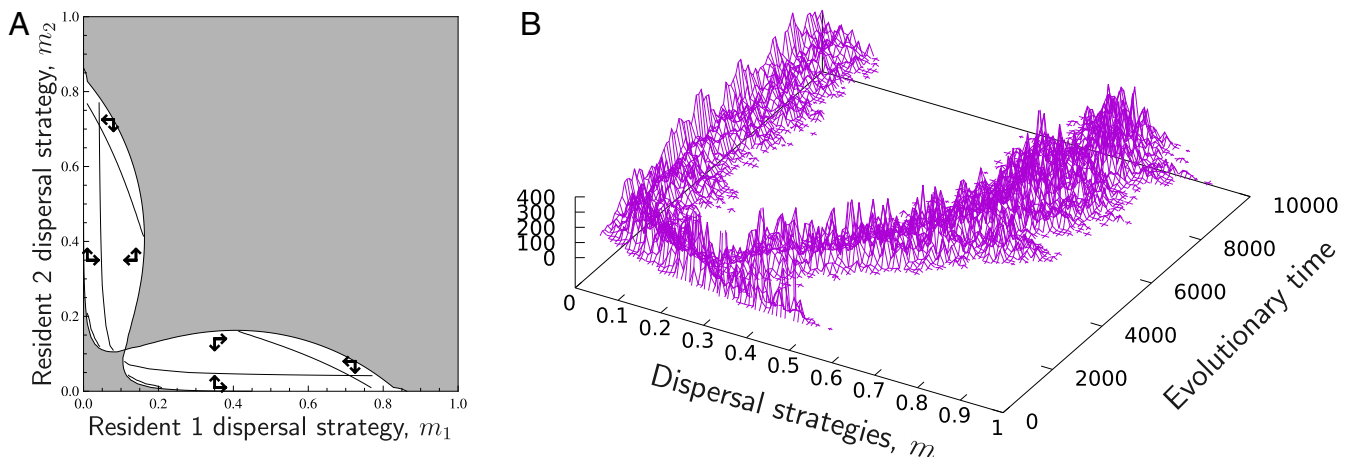 A
Resident 2 dispersal strategy, m2
1.0
0.8
0.6
0.4
0.2
0.0
0.0 0.2 0.4 0.6 0.8 1.0
Resident 1 dispersal strategy, m1
B
400
300
200
100
0
0 0.1 0.2 0.3 0.4 0.5 0.6 0.7 0.8 0.9 1
Dispersal strategies, m
0 2000 4000 6000 8000 10000
Evolutionary time